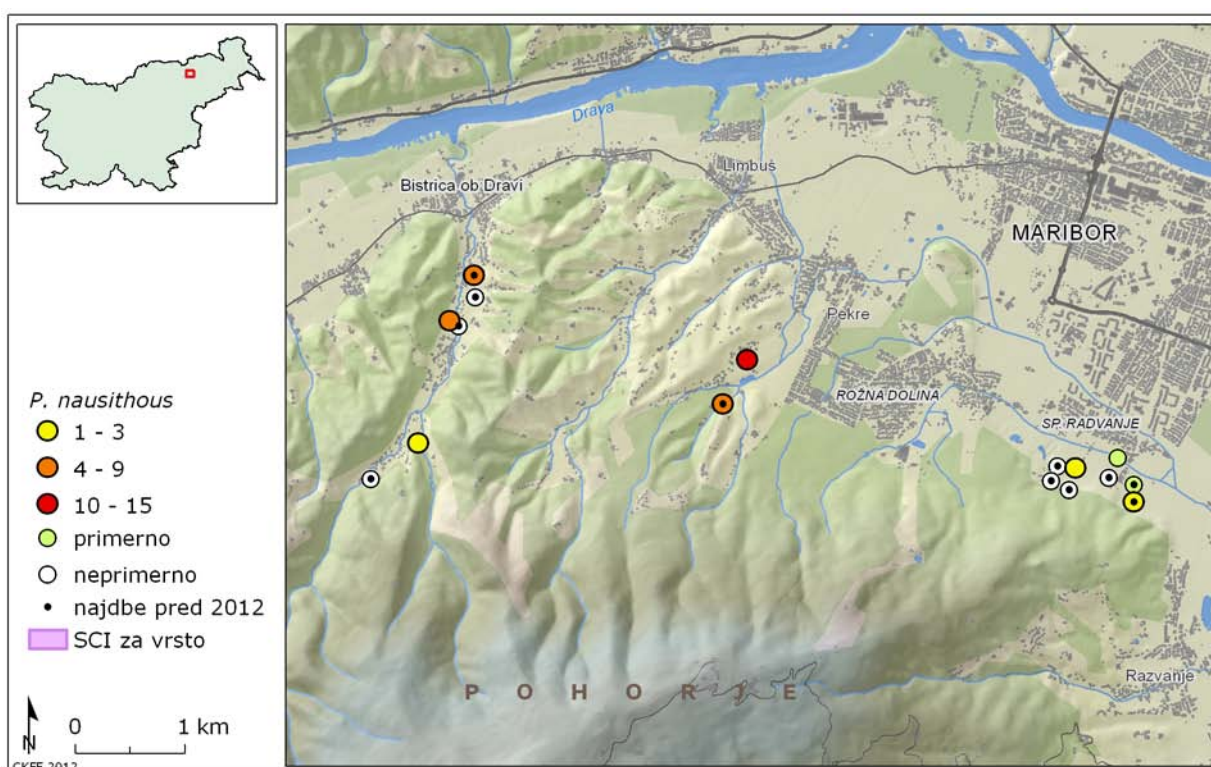 Drava
Limbuš
Bistrica ob Dravi
MARIBOR
Pekre
ROŽNA DOLINA
SP. RADVANJE
Razvanje
POHORJE
P. nausithous
1 - 3
4 - 9
10 - 15
primerno
neprimerno
najdbe pred 2012
SCI za vrsto
0 1 km
N
CKFF 2012